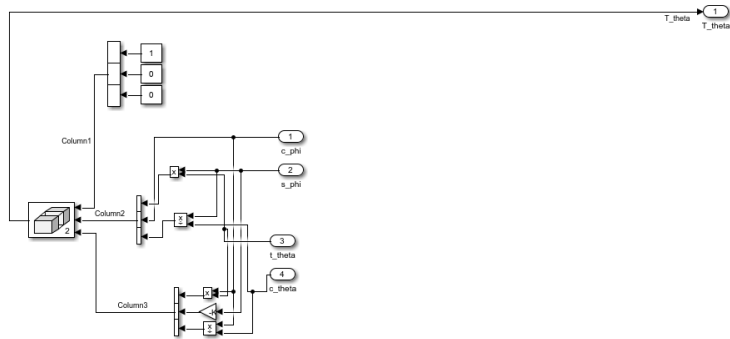 1
T_theta
T_theta
1
0
0
Column1
1
c_phi
x
2
s_phi
Column2
x
÷
2
3
t_theta
4
c_theta
Column3
x
-K
x
÷